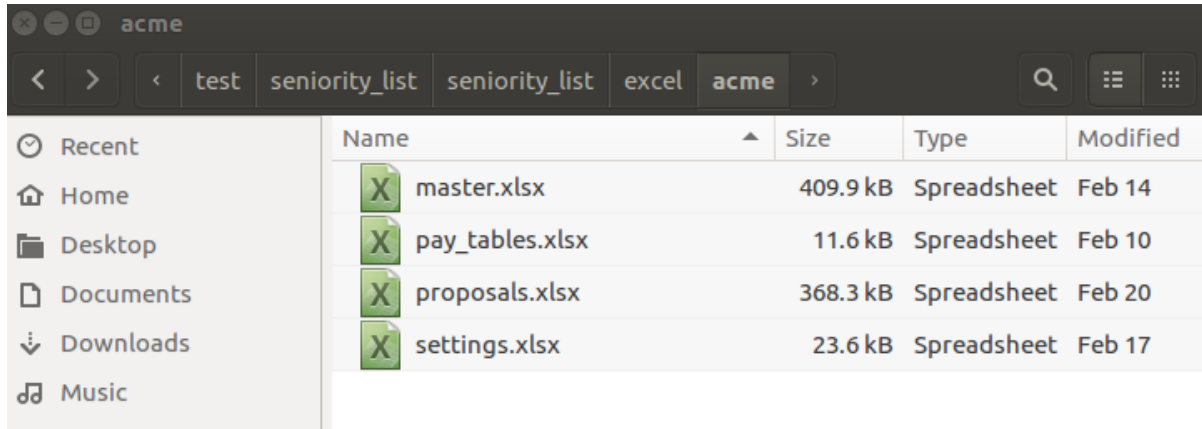 acme
test seniority_list seniority_list excel acme
Recent
Home
Desktop
Documents
Downloads
Music
Name Size Type Modified
master.xlsx 409.9 kB Spreadsheet Feb 14
pay_tables.xlsx 11.6 kB Spreadsheet Feb 10
proposals.xlsx 368.3 kB Spreadsheet Feb 20
settings.xlsx 23.6 kB Spreadsheet Feb 17